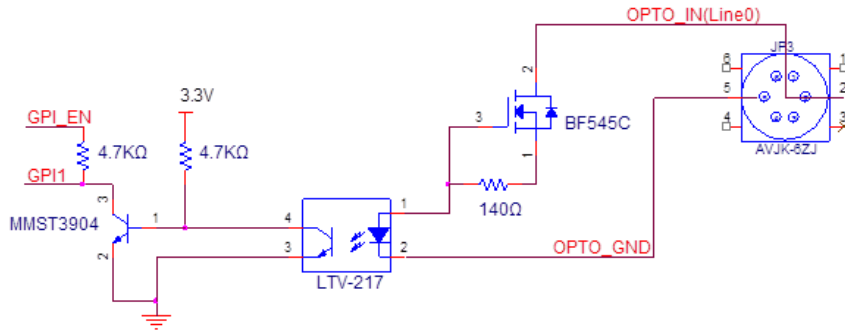 OPTO_IN(Line0)
JP3
6
1
2
3.3V
5
2
GPI_EN
3
BF545C
4
3
4.7KΩ
4.7KΩ
AVJK-6ZJ
1
GPI1
1
140Ω
3
MMST3904
1
4
2
3
2
OPTO_GND
LTV-217